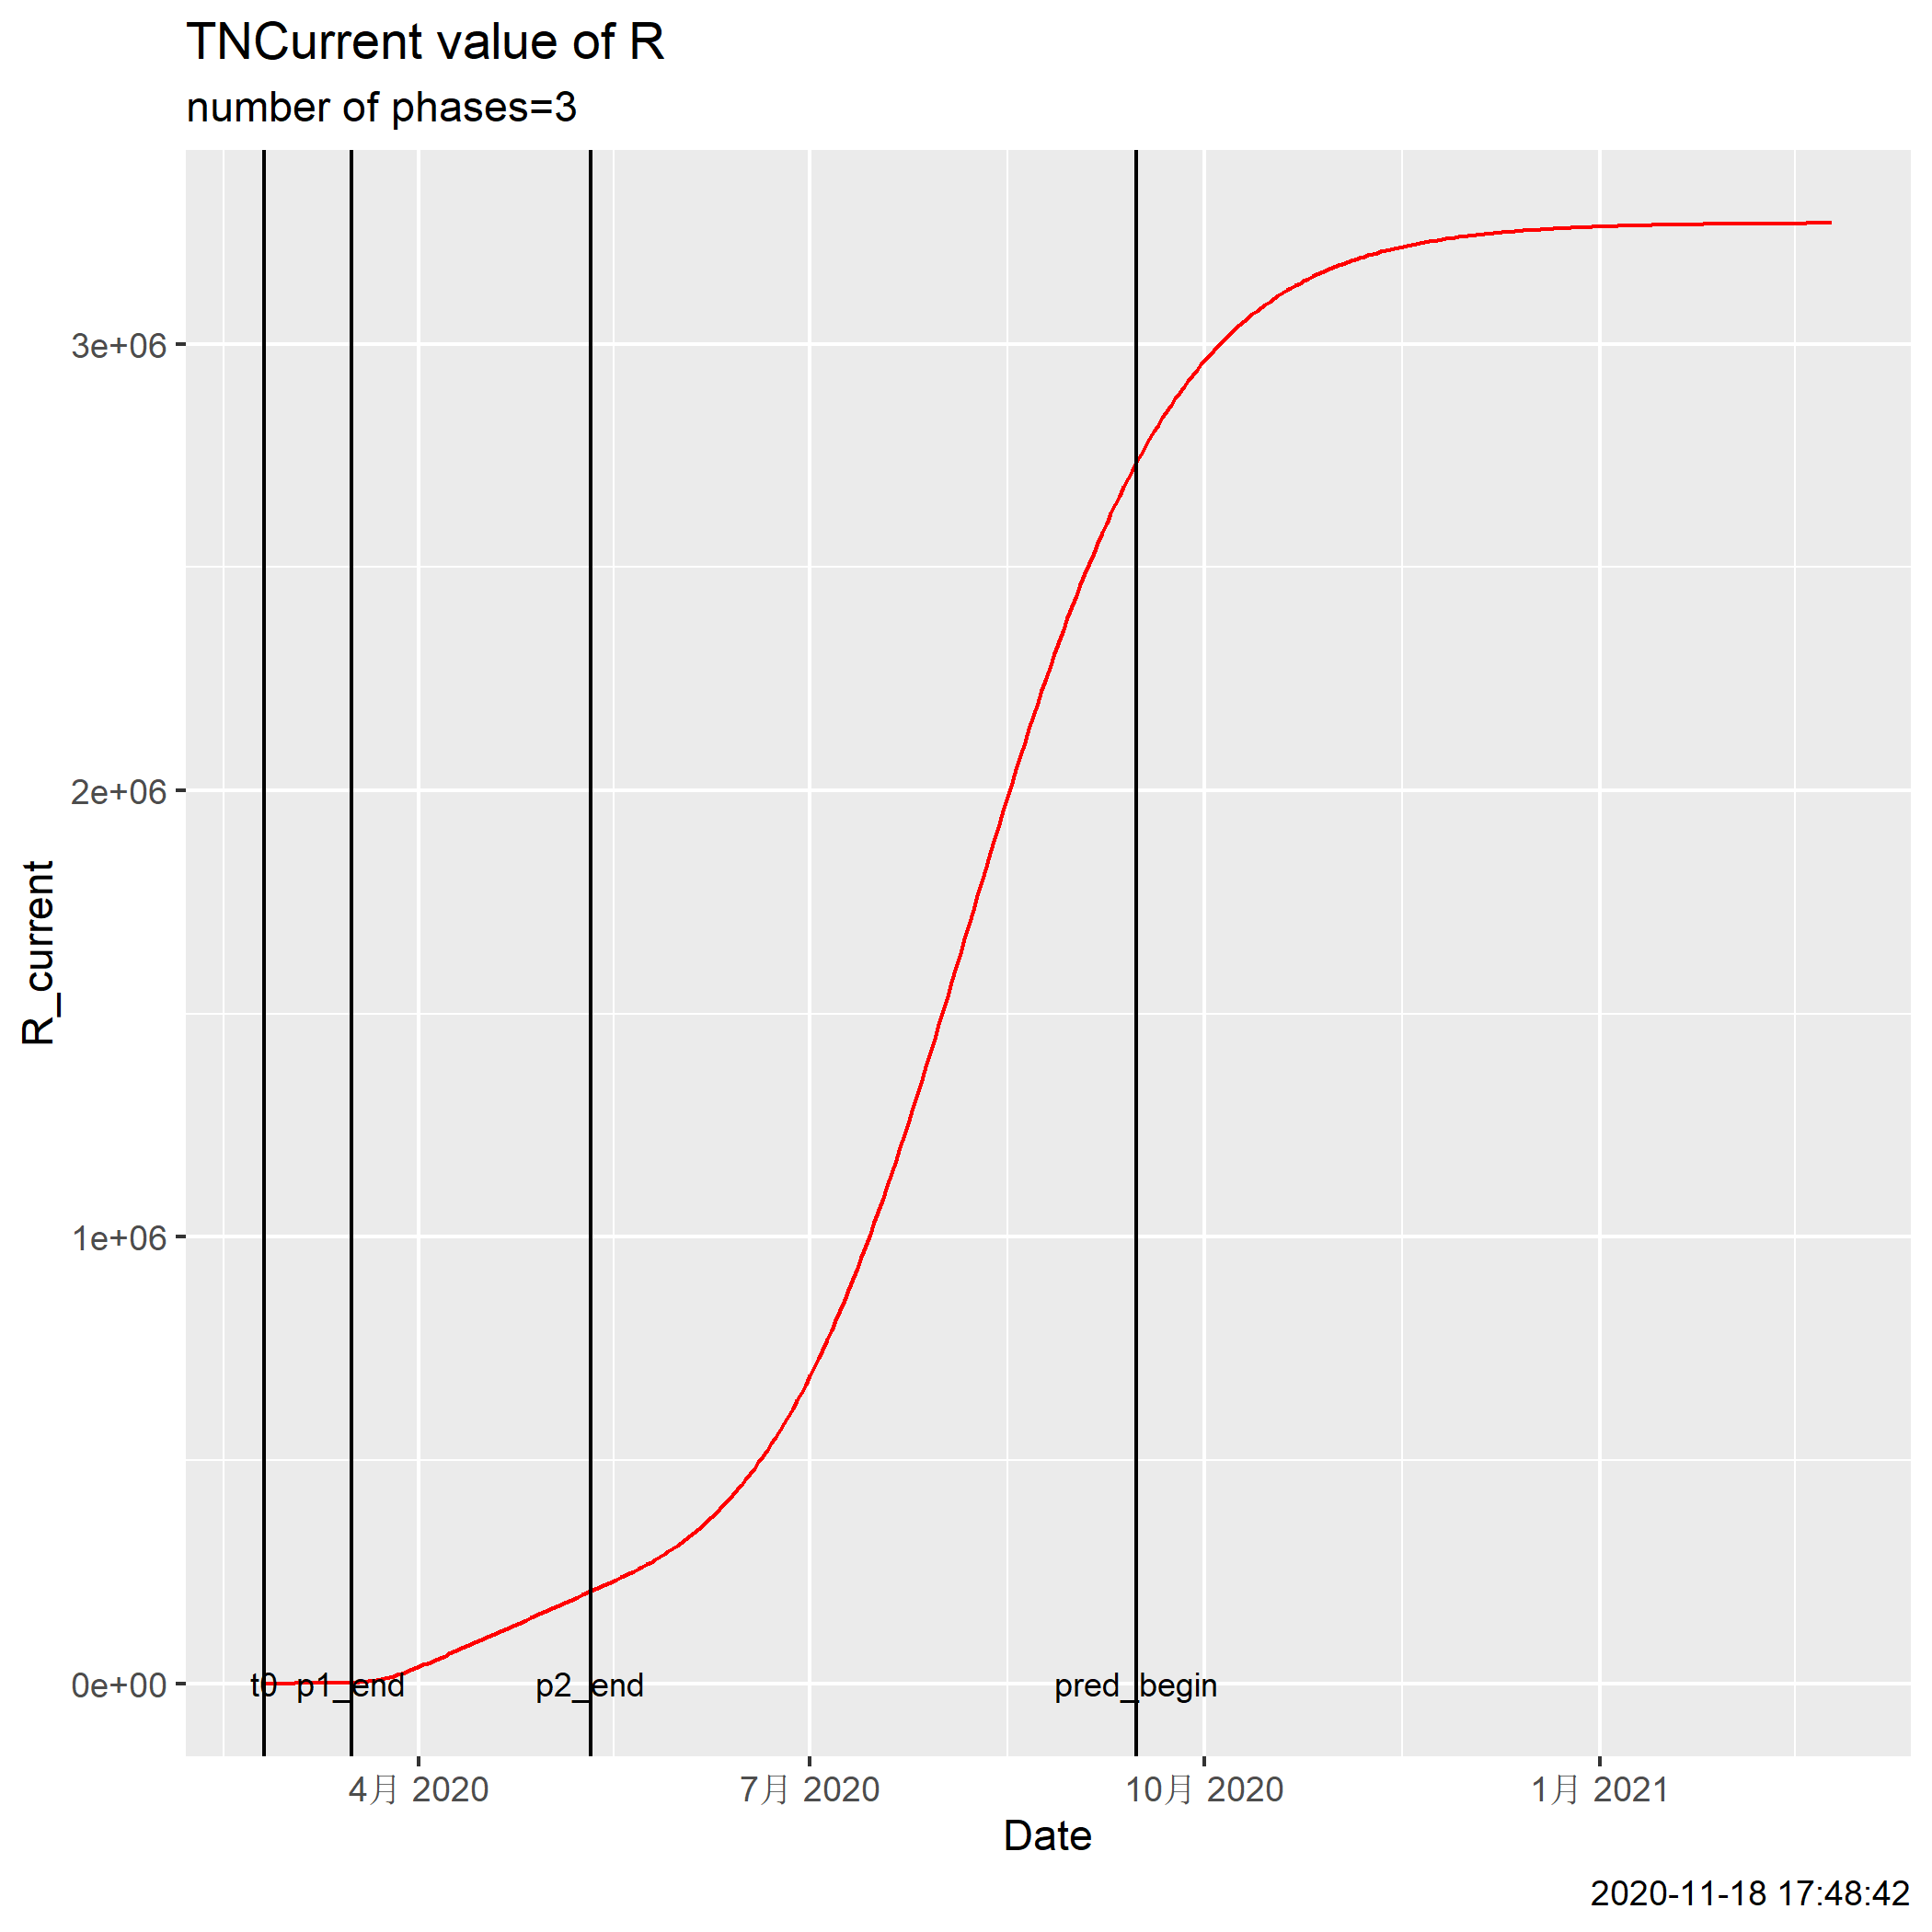 TNCurrent value of R
number of phases=3
R_current
3e+06
2e+06
1e+06
0e+00
t0 p1_end p2_end pred_begin
4月 2020 7月 2020 10月 2020 1月 2021
Date
2020-11-18 17:48:42